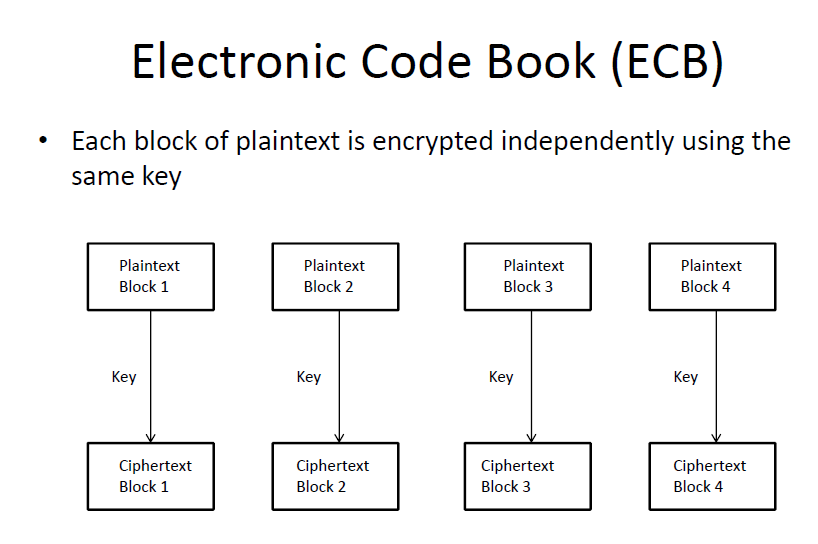 Electronic Code Book (ECB)
• Each block of plaintext is encrypted independently using the
same key
Plaintext
Block 1
Plaintext
Block 2
Plaintext
Block 3
Plaintext
Block 4
Key
Key
Key
Key
Ciphertext
Block 1
Ciphertext
Block 2
Ciphertext
Block 3
Ciphertext
Block 4